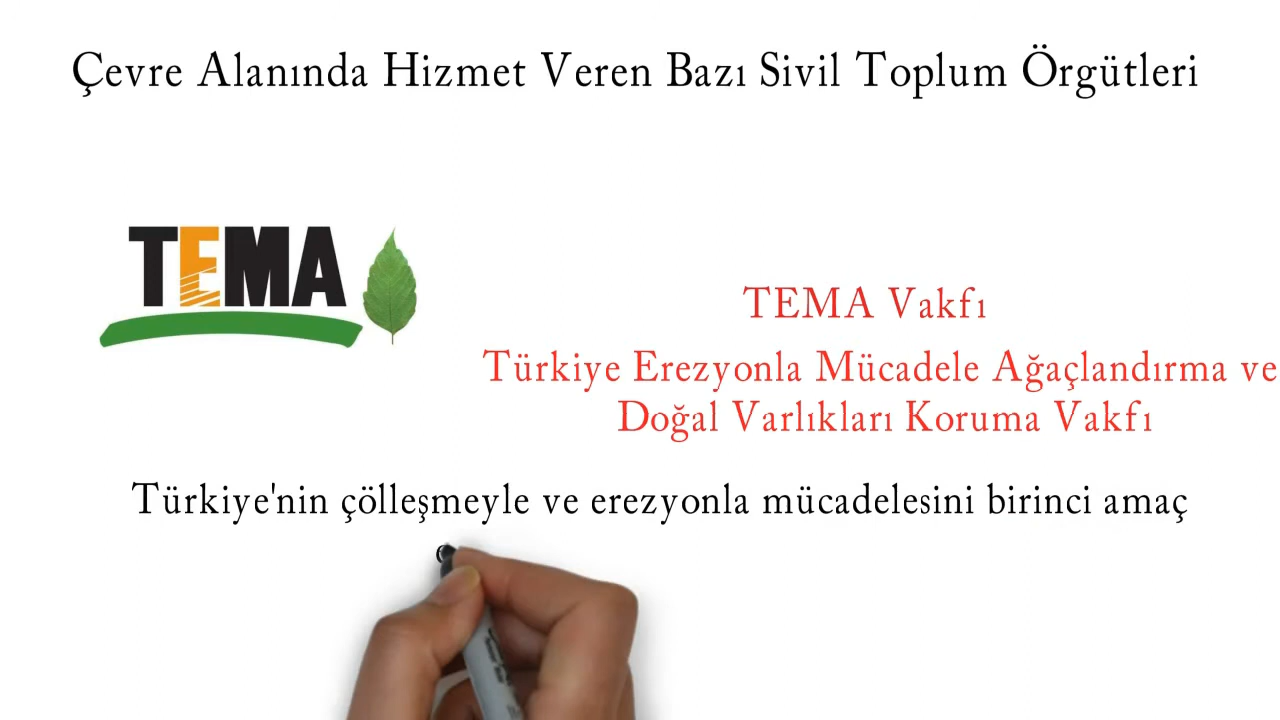 Çevre Alanında Hizmet Veren Bazı Sivil Toplum Örgütleri
TEMA
TEMA Vakfı
Türkiye Erezyonla Mücadele Ağaçlandırma ve
Doğal Varlıkları Koruma Vakfı
Türkiye'nin çölleşmeyle ve erezyonla mücadelesini birinci amaç